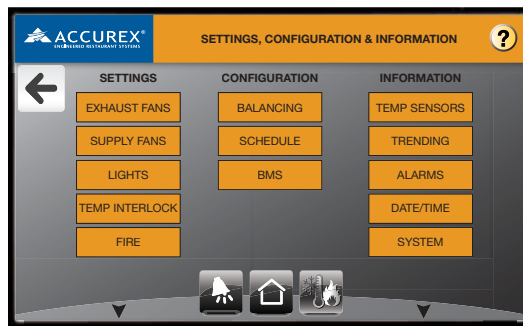 ACCUREX®
ENGINEERED RESTAURANT SYSTEMS
SETTINGS, CONFIGURATION & INFORMATION
?
SETTINGS
CONFIGURATION
INFORMATION
EXHAUST FANS
BALANCING
TEMP SENSORS
SUPPLY FANS
SCHEDULE
TRENDING
LIGHTS
BMS
ALARMS
TEMP INTERLOCK
DATE/TIME
FIRE
SYSTEM